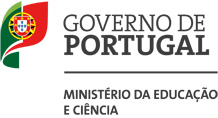 GOVERNO DE
PORTUGAL
MINISTÉRIO DA EDUCAÇÃO
E CIÊNCIA